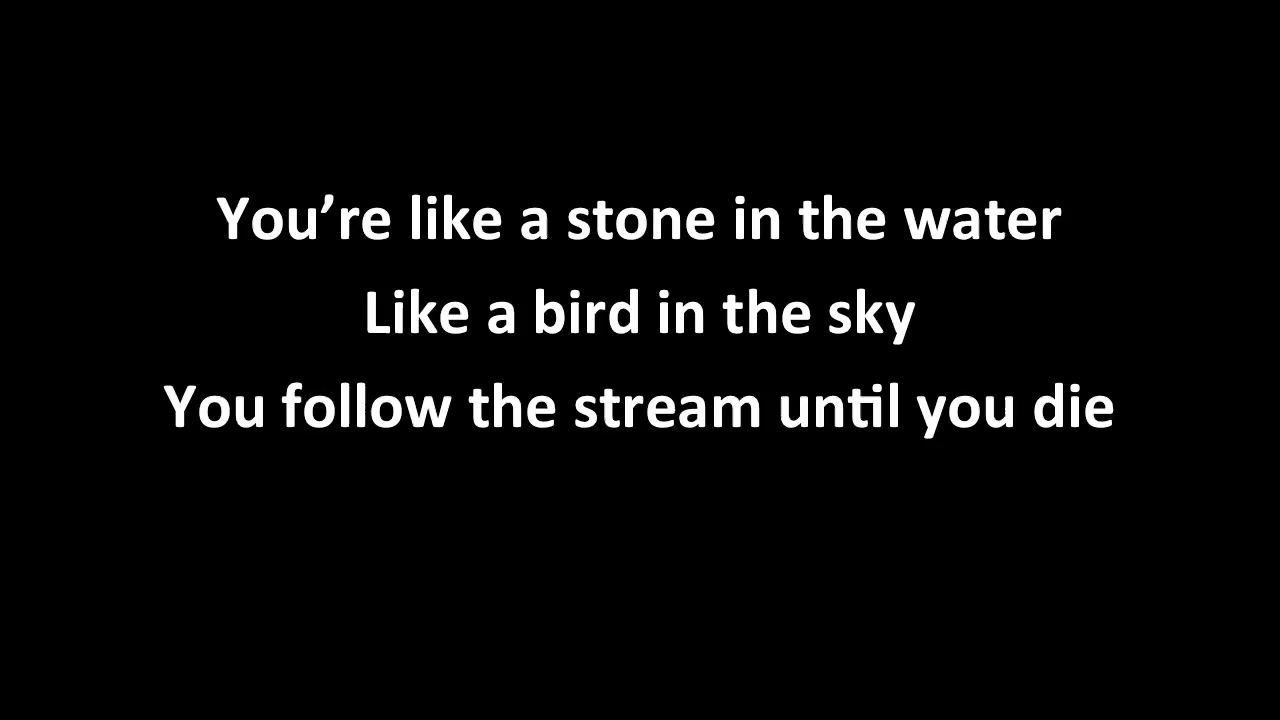 You’re like a stone in the water
Like a bird in the sky
You follow the stream until you die